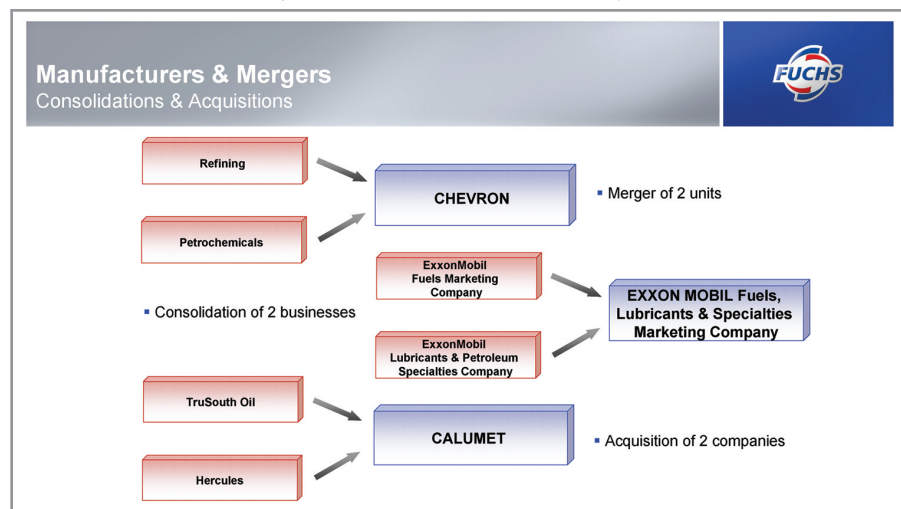 Manufacturers & Mergers
Consolidations & Acquisitions
FUCHS
Refining
CHEVRON
▪ Merger of 2 units
Petrochemicals
ExxonMobil
Fuels Marketing
Company
EXXON MOBIL Fuels,
Lubricants & Specialties
Marketing Company
▪ Consolidation of 2 businesses
ExxonMobil
Lubricants & Petroleum
Specialties Company
TruSouth Oil
CALUMET
▪ Acquisition of 2 companies
Hercules